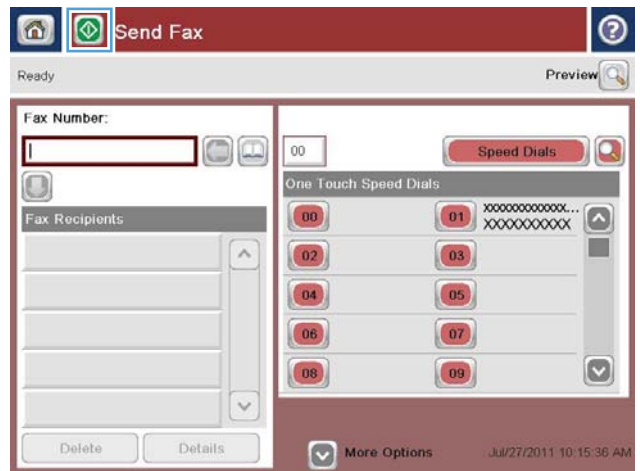 Send Fax
Ready
Preview
Fax Number:
00
Speed Dials
One Touch Speed Dials
Fax Recipients
00
01
XXXXXXXXXXXXX...
XXXXXXXXXX
02
03
04
05
06
07
08
09
Delete
Details
More Options
Jul/27/2011 10:15:36 AM